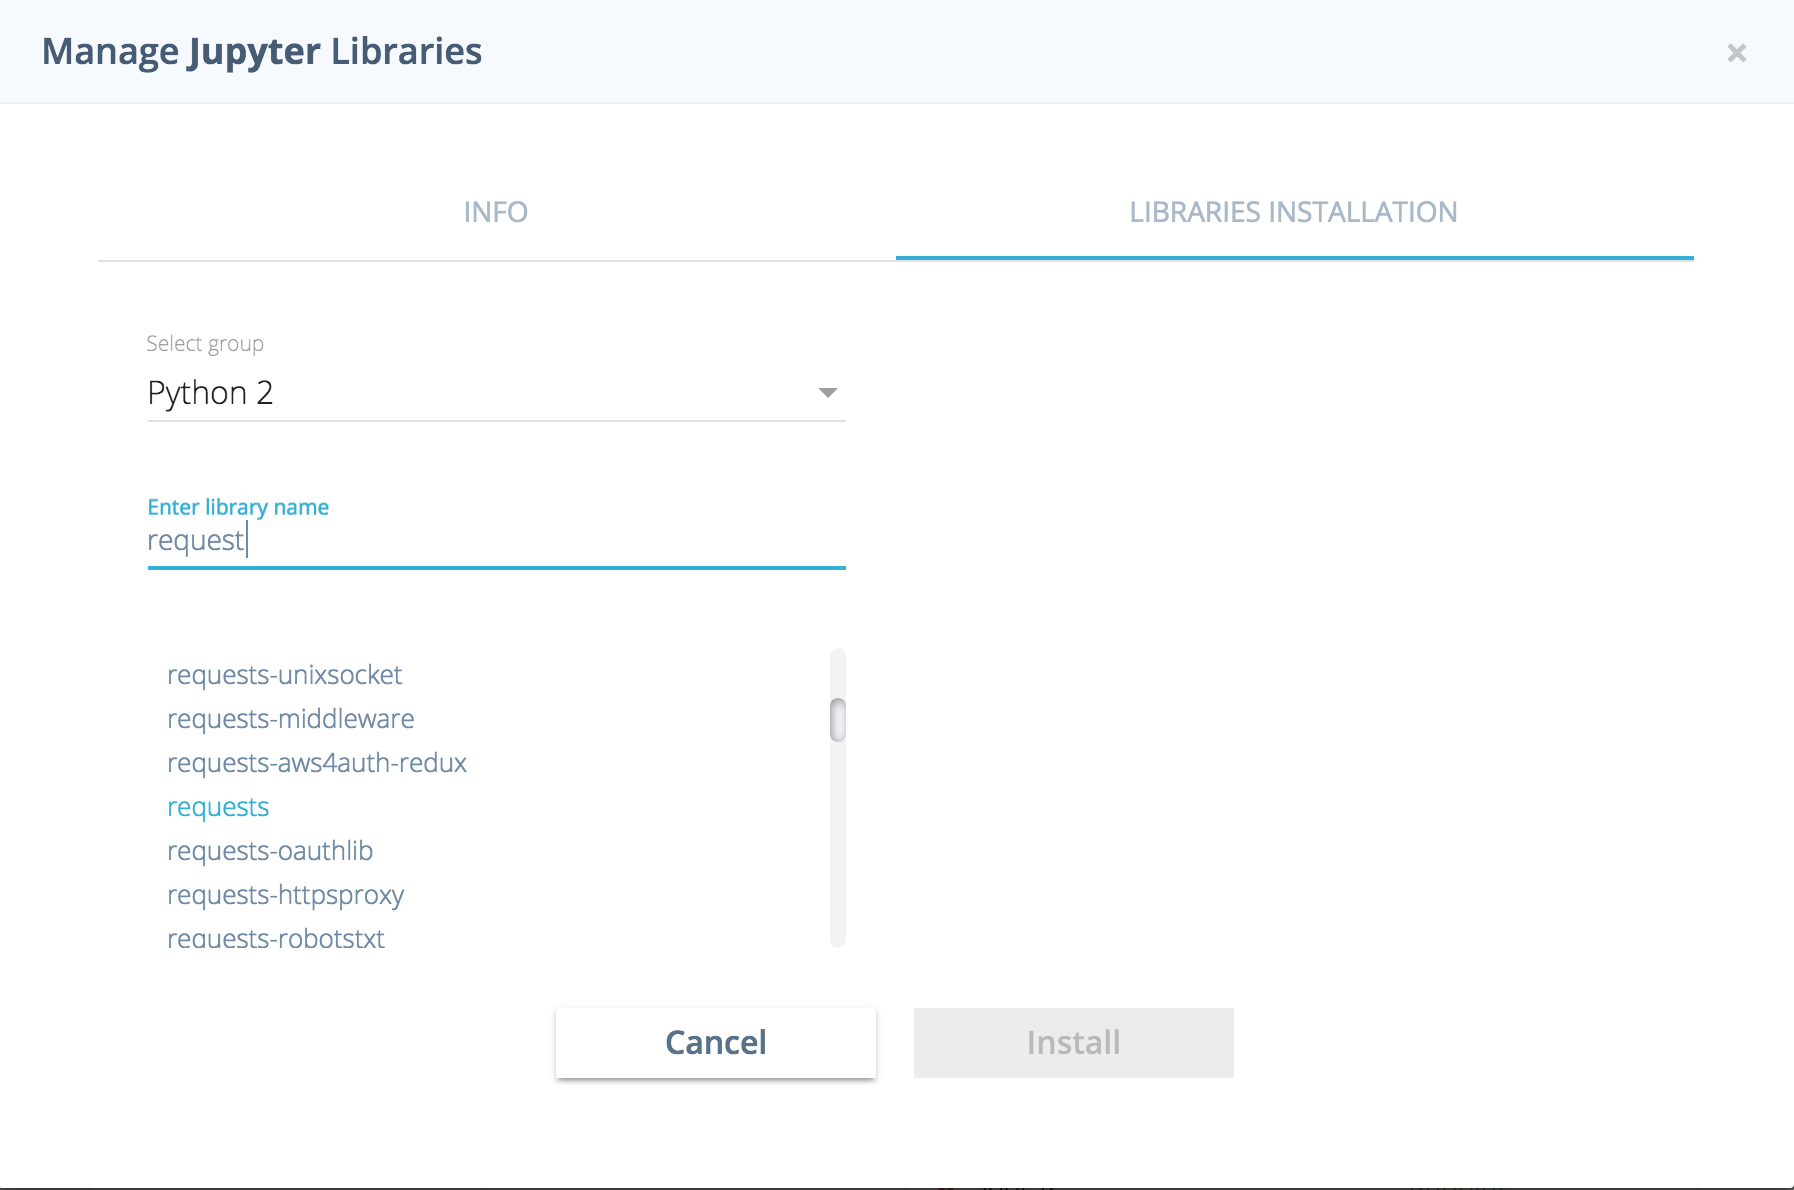 Manage Jupyter Libraries
×
INFO
LIBRARIES INSTALLATION
Select group
Python 2
Enter library name
request
requests-unixsocket
requests-middleware
requests-aws4auth-redux
requests
requests-oauthlib
requests-httpsproxy
requests-robotstxt
Cancel
Install